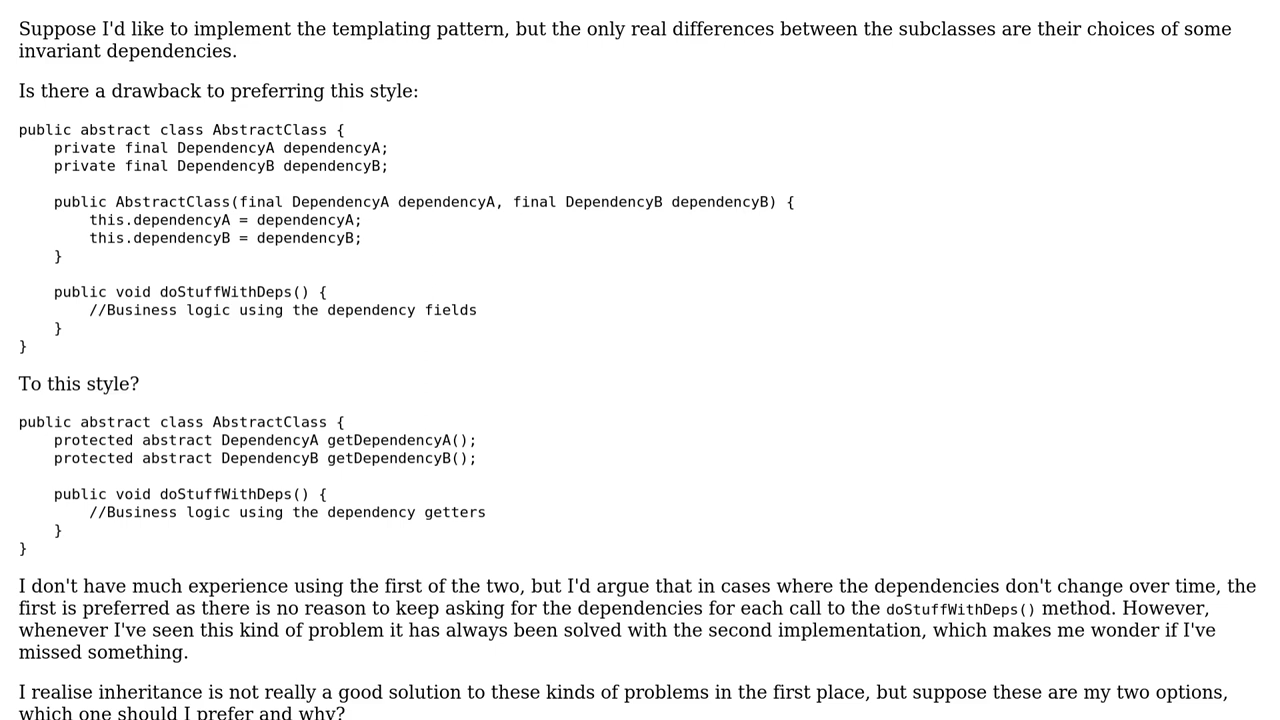 Suppose I'd like to implement the templating pattern, but the only real differences between the subclasses are their choices of some
invariant dependencies.
Is there a drawback to preferring this style:
public abstract class AbstractClass {
    private final DependencyA dependencyA;
    private final DependencyB dependencyB;
    public AbstractClass(final DependencyA dependencyA, final DependencyB dependencyB) {
        this.dependencyA = dependencyA;
        this.dependencyB = dependencyB;
    }
    public void doStuffWithDeps() {
        //Business logic using the dependency fields
    }
}
To this style?
public abstract class AbstractClass {
    protected abstract DependencyA getDependencyA();
    protected abstract DependencyB getDependencyB();
    public void doStuffWithDeps() {
        //Business logic using the dependency getters
    }
}
I don't have much experience using the first of the two, but I'd argue that in cases where the dependencies don't change over time, the
first is preferred as there is no reason to keep asking for the dependencies for each call to the doStuffWithDeps() method. However,
whenever I've seen this kind of problem it has always been solved with the second implementation, which makes me wonder if I've
missed something.
I realise inheritance is not really a good solution to these kinds of problems in the first place, but suppose these are my two options,
which one should I prefer and why?